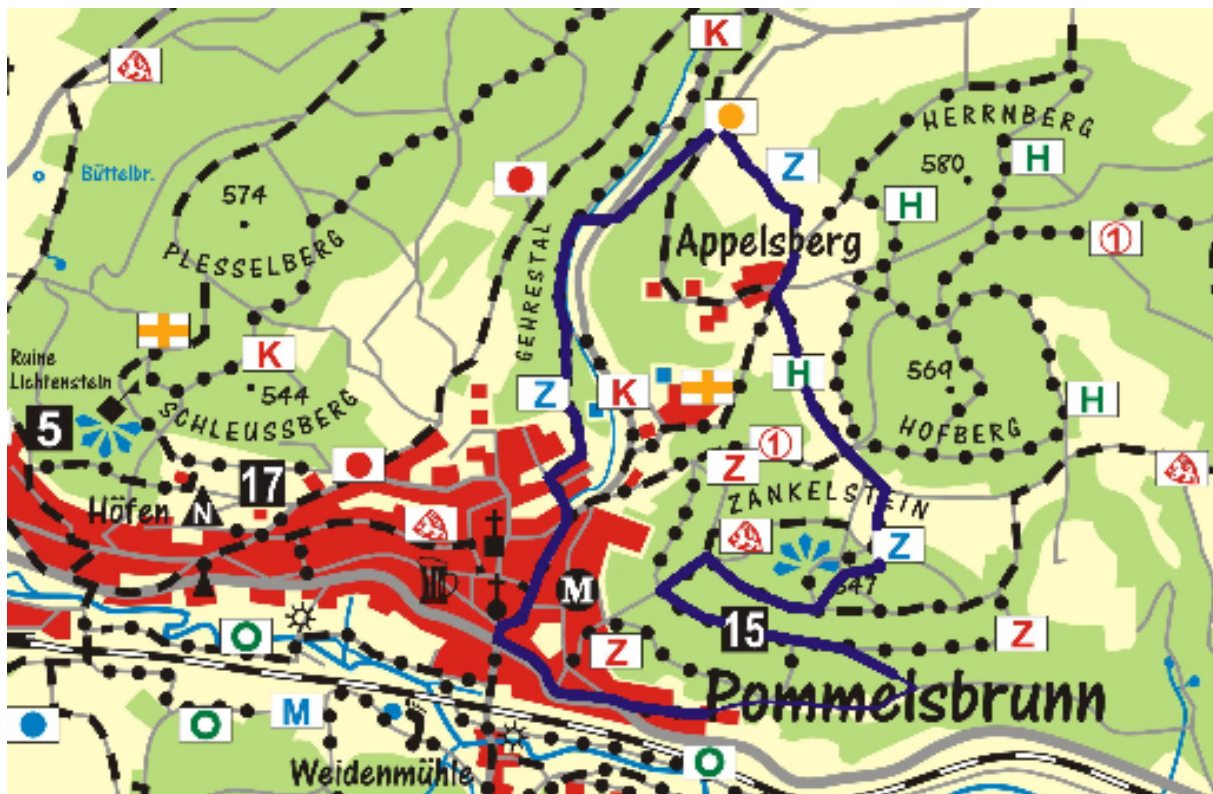 K
Büttelbr.
HERRNBERG
580
H
Z
574
H
PLESSELBERG
Appelsberg
1
GEHRESTAL
Ruine
Lichtenstein
K
544
SCHLEUSSBERG
Z
K
H
569
H
HOFBERG
5
17
Z
1
ZANKELSTEIN
Höfen
N
Z
547
M
15
Z
Z
Pommelsbrunn
M
Weidenmühle